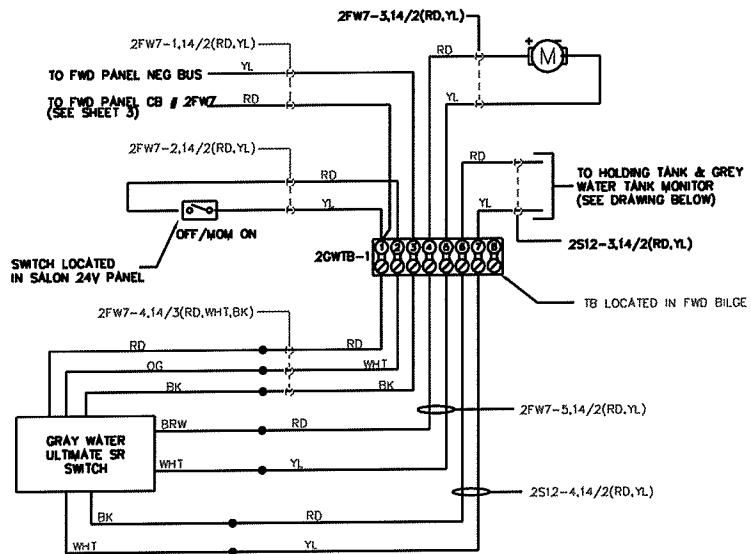 2FW7-3,14/2(RD,YL)
2FW7-1,14/2(RD,YL)
RD
+ -
M
TO FWD PANEL NEG BUS
YL
TO FWD PANEL CB # 2FW7
(SEE SHEET 3)
RD
YL
2FW7-2,14/2(RD,YL)
RD
TO HOLDING TANK & GREY
WATER TANK MONITOR
(SEE DRAWING BELOW)
RD
YL
YL
OFF/MOM ON
2S12-3,14/2(RD,YL)
SWITCH LOCATED
IN SALON 24V PANEL
2GWTB-1
1 2 3 4 5 6 7 8
TB LOCATED IN FWD BILGE
2FW7-4,14/3(RD,WHT,BK)
RD
RD
OG
WHT
BK
BK
2FW7-5,14/2(RD,YL)
BRW
RD
GRAY WATER
ULTIMATE SR
SWITCH
WHT
YL
2S12-4,14/2(RD,YL)
BK
RD
WHT
YL